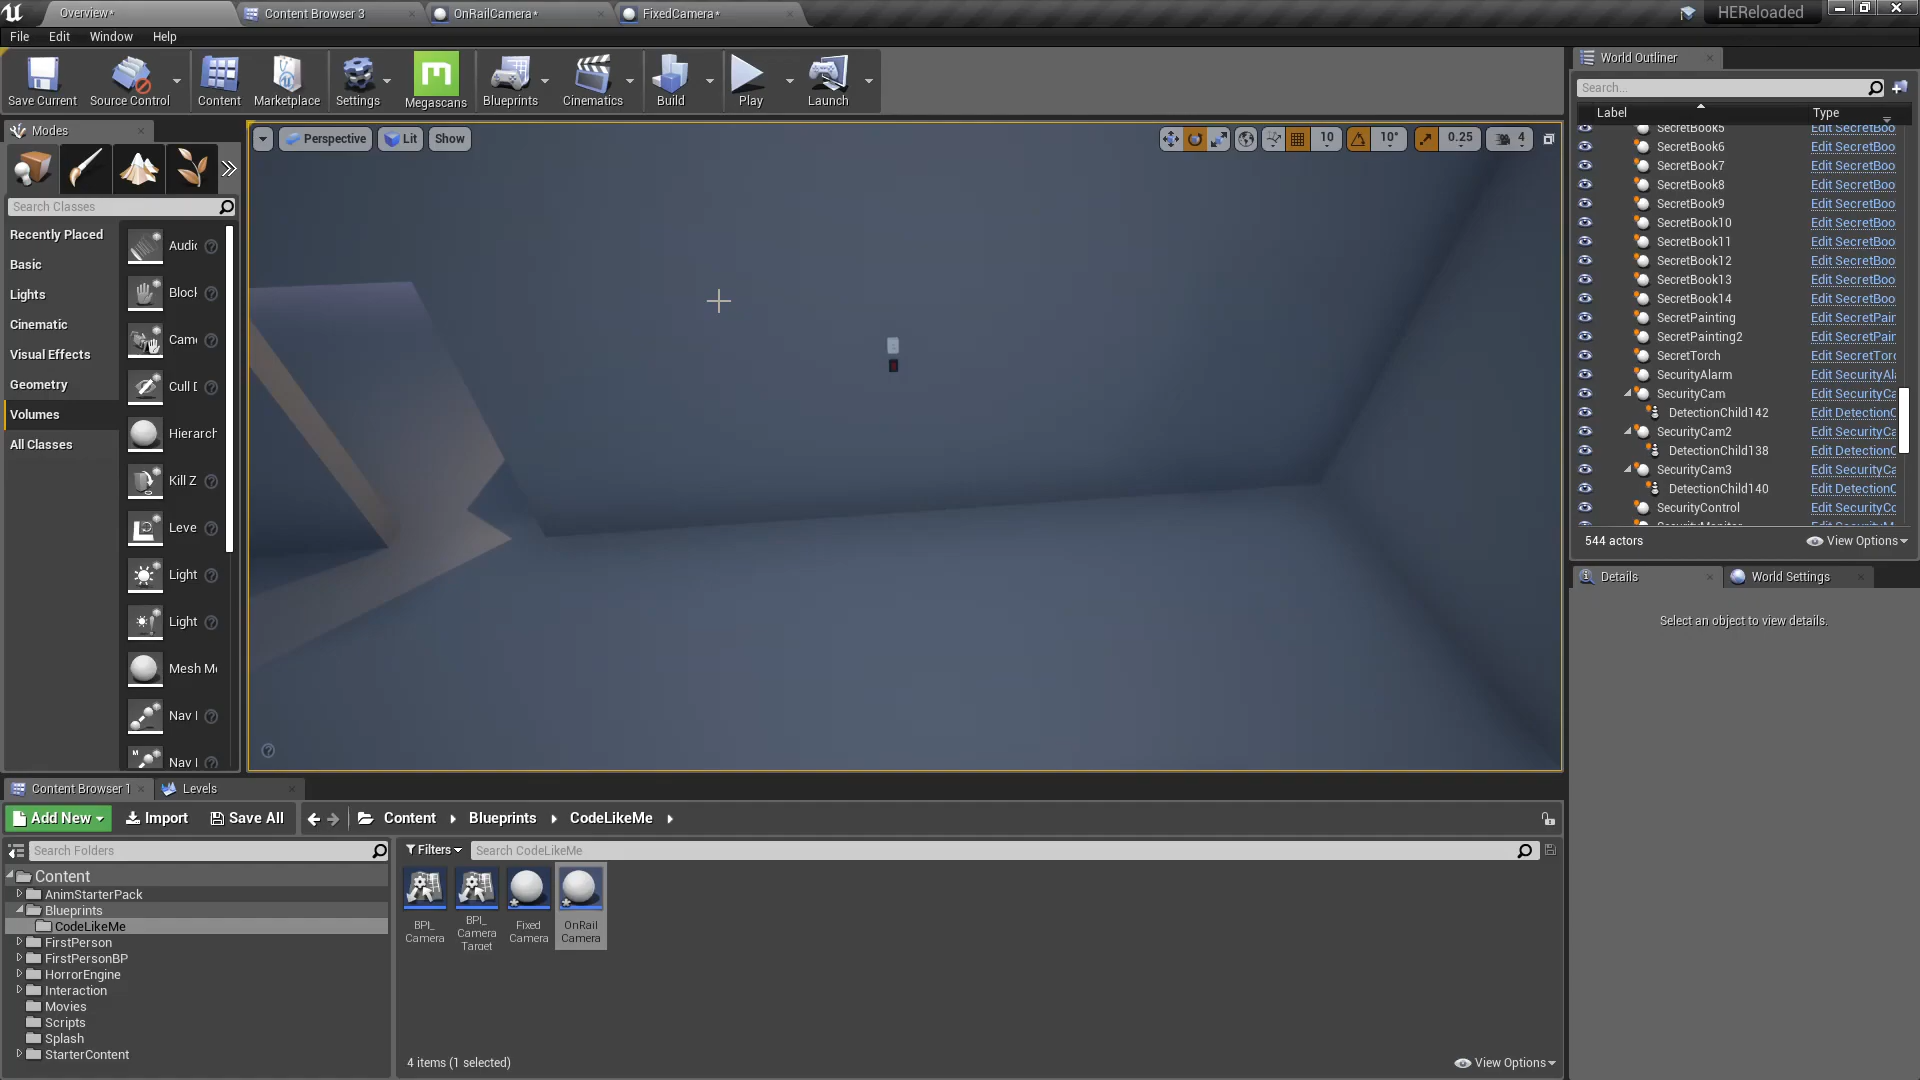 Overview*
Content Browser 3
OnRailCamera*
FixedCamera*
HEReloaded
File
Edit
Window
Help
Save Current
Source Control
Content
Marketplace
Settings
Megascans
Blueprints
Cinematics
Build
Play
Launch
World Outliner
Search...
Label
Type
SecretBook5
Edit SecretBoo
SecretBook6
Edit SecretBoo
SecretBook7
Edit SecretBoo
SecretBook8
Edit SecretBoo
SecretBook9
Edit SecretBoo
SecretBook10
Edit SecretBoo
SecretBook11
Edit SecretBoo
SecretBook12
Edit SecretBoo
SecretBook13
Edit SecretBoo
SecretBook14
Edit SecretBoo
SecretPainting
Edit SecretPain
SecretPainting2
Edit SecretPain
SecretTorch
Edit SecretTorc
SecurityAlarm
Edit SecurityAla
SecurityCam
Edit SecurityCa
DetectionChild142
Edit DetectionC
SecurityCam2
Edit SecurityCa
DetectionChild138
Edit DetectionC
SecurityCam3
Edit SecurityCa
DetectionChild140
Edit DetectionC
SecurityControl
Edit SecurityCo
544 actors
View Options
Details
World Settings
Select an object to view details.
Modes
Search Classes
Recently Placed
Basic
Lights
Cinematic
Visual Effects
Geometry
Volumes
All Classes
Audic
Block
Came
Cull D
Hierarch
Kill Z
Leve
Light
Light
Mesh Me
Nav I
Nav I
Perspective
Lit
Show
10
10°
0.25
4
Content Browser 1
Levels
Add New
Import
Save All
Content
Blueprints
CodeLikeMe
Search Folders
Filters
Search CodeLikeMe
Content
AnimStarterPack
Blueprints
CodeLikeMe
FirstPerson
FirstPersonBP
HorrorEngine
Interaction
Movies
Scripts
Splash
StarterContent
BPI_
Camera
BPI_
Camera
Target
Fixed
Camera
OnRail
Camera
4 items (1 selected)
View Options